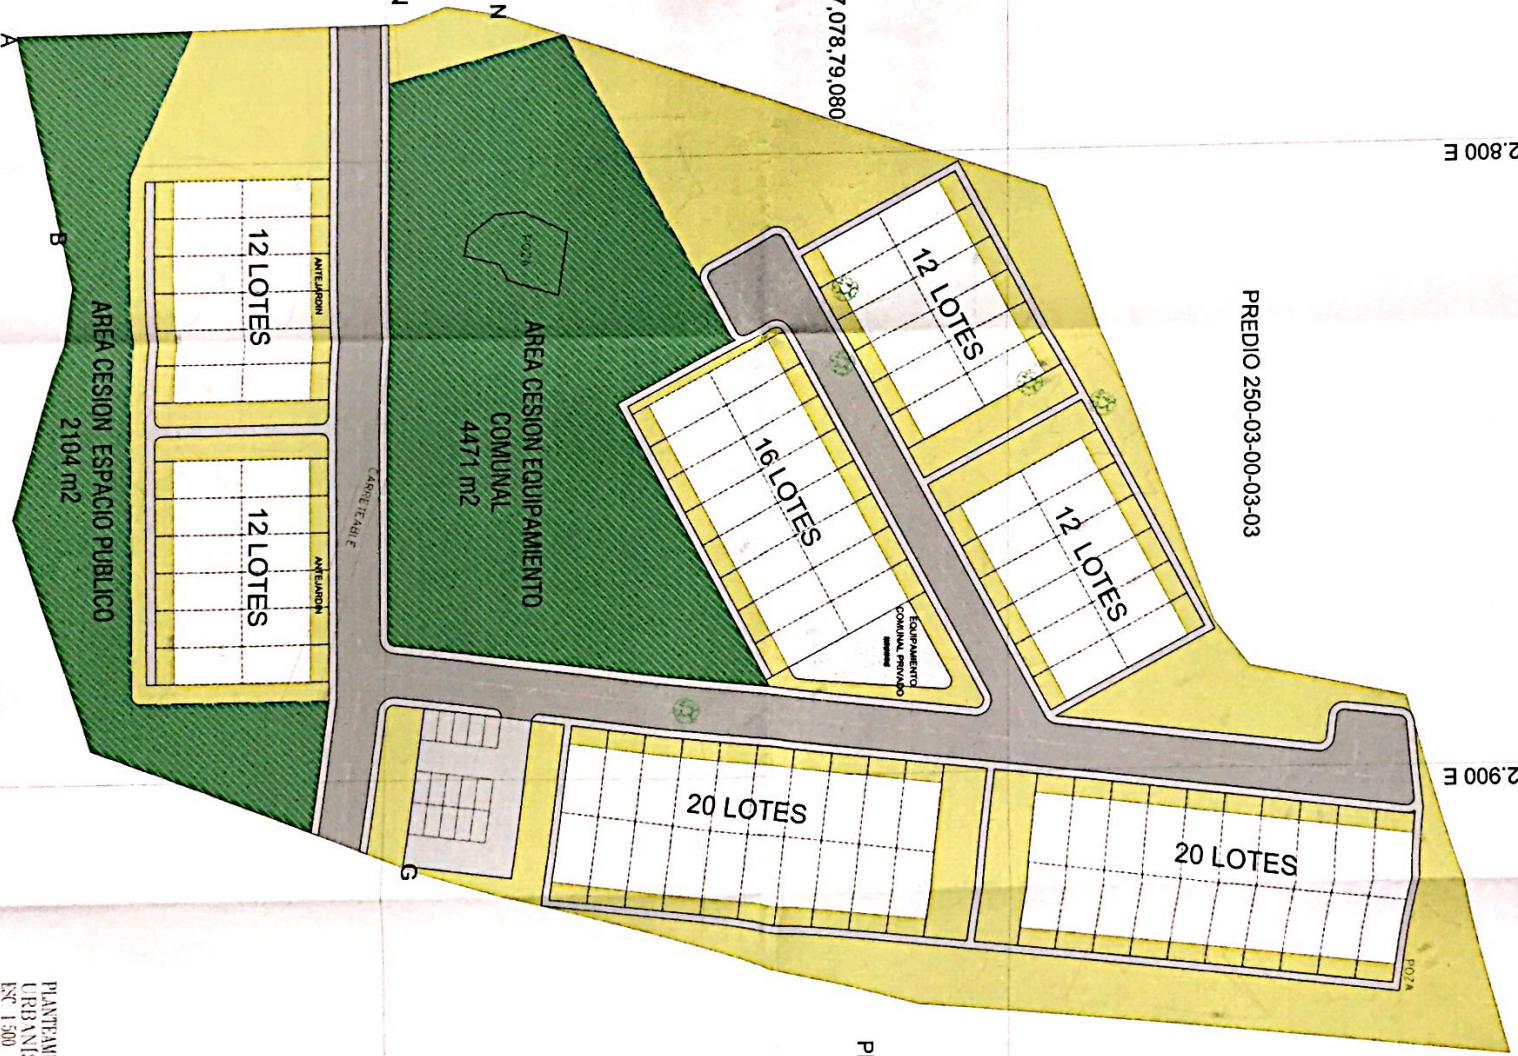 N
N
A
7,078,79,080
2.800 E
PREDIO 250-03-00-03-03
B
12 LOTES
ANTEJARDIN
POZA
AREA CESION EQUIPAMIENTO
COMUNAL
4471 m2
12 LOTES
AREA CESION ESPACIO PUBLICO
2104 m2
12 LOTES
ANTEJARDIN
CARRETEABLE
16 LOTES
12 LOTES
EQUIPAMIENTO
COMUNAL PRIVADO
2.900 E
20 LOTES
20 LOTES
G
POZA
ESC 1:500